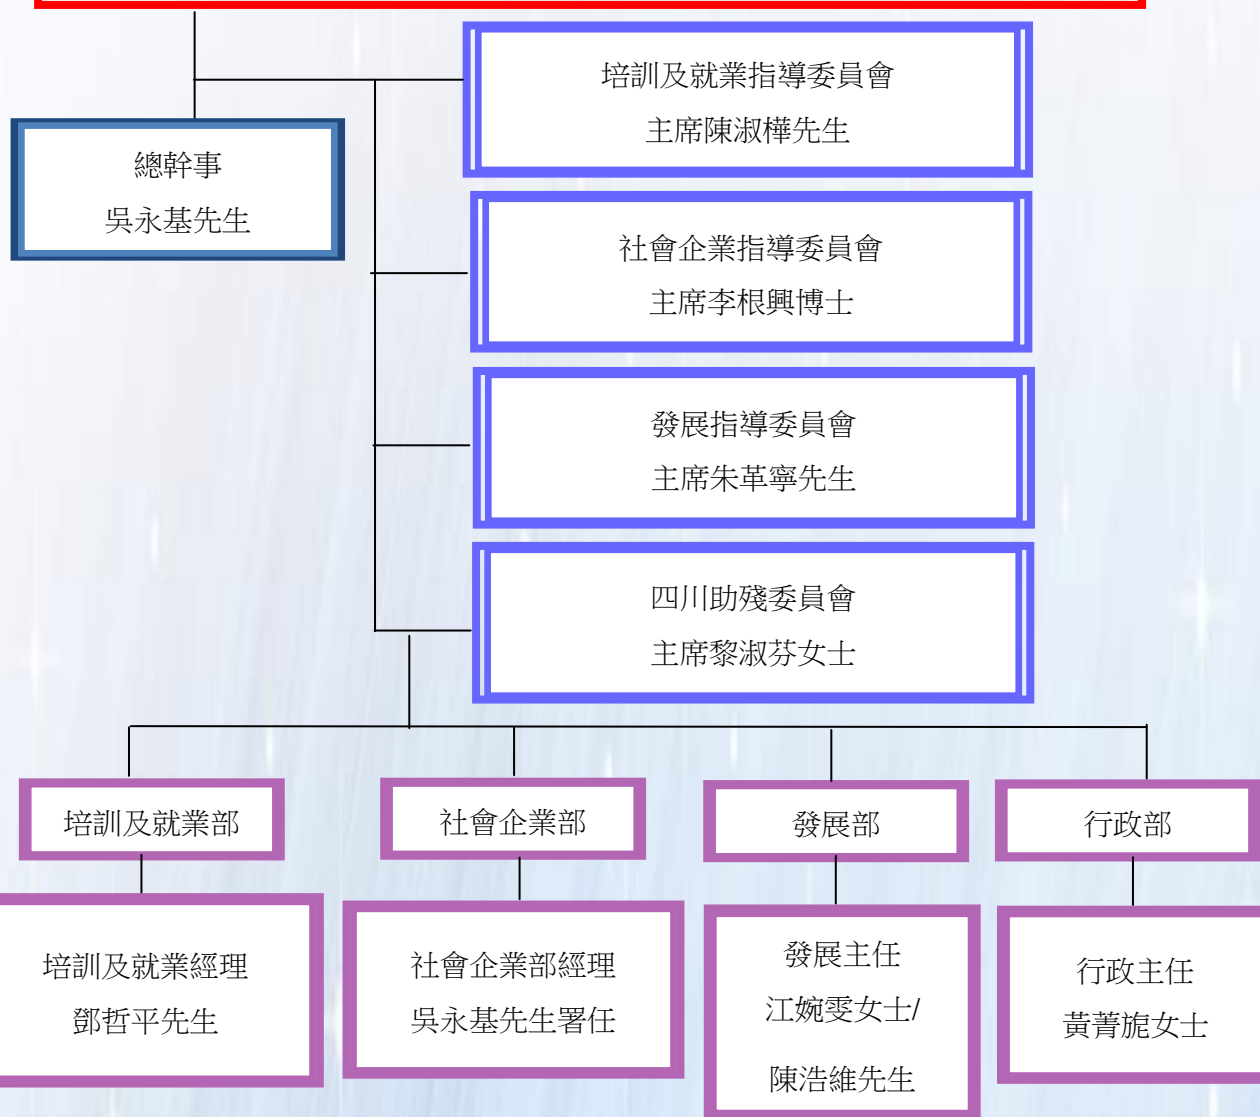 總幹事
吳永基先生
培訓及就業指導委員會
主席陳淑樺先生
社會企業指導委員會
主席李根興博士
發展指導委員會
主席朱革寧先生
四川助殘委員會
主席黎淑芬女士
培訓及就業部
社會企業部
發展部
行政部
培訓及就業經理
鄧哲平先生
社會企業部經理
吳永基先生署任
發展主任
江婉雯女士/
陳浩維先生
行政主任
黃菁旎女士